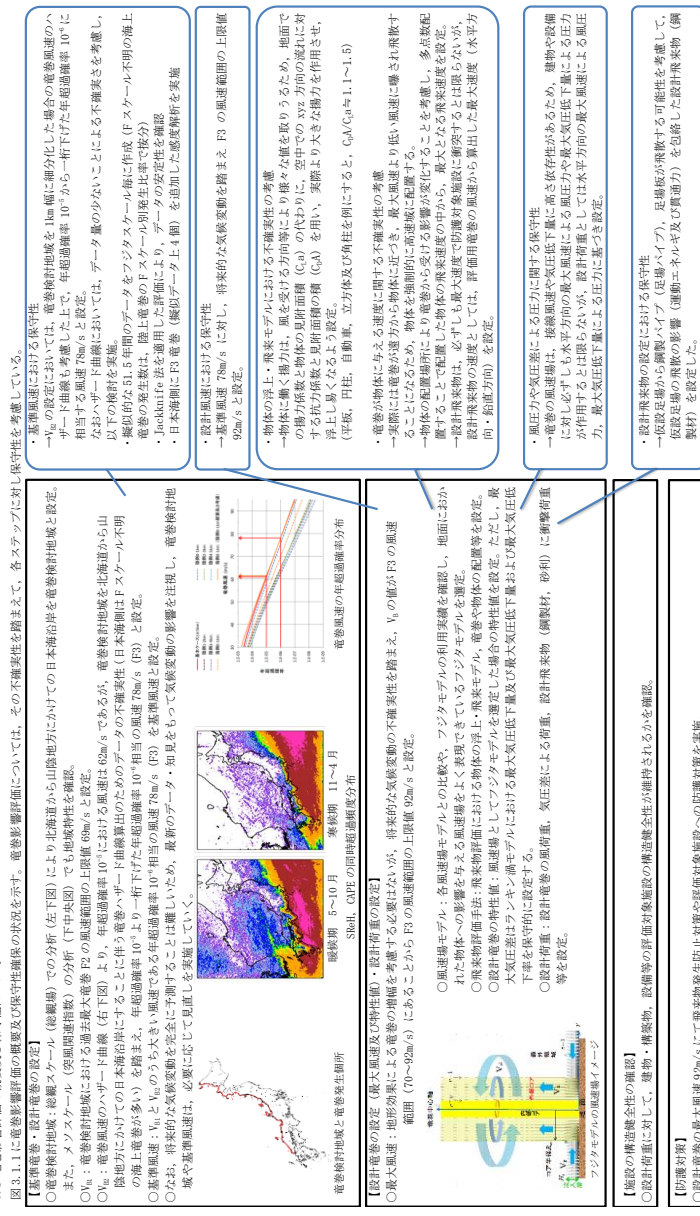 図 3.1.1 に竜巻影響評価の概要及び保守性確保の状況を示す。竜巻影響評価については，その不確実性を踏まえて，各ステップに対し保守性を考慮している。
【基準竜巻・設計竜巻の設定】
○竜巻検討地域：総観スケール（総観場）での分析（左下図）により北海道から山陰地方にかけての日本海沿岸を竜巻検討地域と設定。
また，メソスケール（突風関連指数）の分析（下中央図）でも地域特性を確認。
○VB1：竜巻検討地域における過去最大竜巻 F2 の風速範囲の上限値 69m/s と設定。
○VB2：竜巻風速のハザード曲線（右下図）より，年超過確率 10⁻⁵における風速は 62m/s であるが，竜巻検討地域を北海道から山
陰地方にかけての日本海沿岸にすることに伴う竜巻ハザード曲線算出のためのデータの不確実性（日本海側は F スケール不明
の海上竜巻が多い）を踏まえ，年超過確率 10⁻⁵より一桁下げた年超過確率 10⁻⁶相当の風速 78m/s（F3）と設定。
○基準風速：VB1 と VB2 のうち大きい風速である年超過確率 10⁻⁶相当の風速 78m/s（F3）を基準風速と設定。
○なお，将来的な気候変動を完全に予測することは難しいため，最新のデータ・知見をもって気候変動の影響を注視し，竜巻検討地
域や基準風速は，必要に応じて見直しを実施していく。
竜巻検討地域と竜巻発生個所
暖候期　5～10 月
寒候期　11～4 月
SReH，CAPE の同時超過頻度分布
竜巻風速の年超過確率分布
【設計竜巻の設定（最大風速及び特性値）・設計荷重の設定】
○最大風速：地形効果による竜巻の増幅を考慮する必要はないが，将来的な気候変動の不確実性を踏まえ，VB の値が F3 の風速
範囲（70～92m/s）にあることから F3 の風速範囲の上限値 92m/s と設定。
○風速場モデル：各風速場モデルとの比較や，フジタモデルの利用実績を確認し，地面におか
れた物体への影響を与える風速場をよく表現できているフジタモデルを選定。
○飛来物評価手法：飛来物評価における物体の浮上・飛来モデル，竜巻や物体の配置等を設定。
○設計竜巻の特性値：風速場としてフジタモデルを選定した場合の特性値を設定。ただし，最
大気圧差はランキン渦モデルにおける最大気圧低下量及び最大気圧低下量および最大気圧低
下率を保守的に設定する。
○設計荷重：設計竜巻の風荷重，気圧差による荷重，設計飛来物（鋼製材，砂利）に衝撃荷重
等を設定。
竜巻中心軸
フジタモデルの風速場イメージ
【施設の構造健全性の確認】
○設計荷重に対して，建物・構築物，設備等の評価対象施設の構造健全性が維持されるかを確認。
【防護対策】
○設計竜巻の最大風速 92m/s にて飛来物発生防止対策や評価対象施設への防護対策を実施。
・基準風速における保守性
→VB2 の設定においては，竜巻検討地域を 1km 幅に細分化した場合の竜巻風速のハ
ザード曲線も考慮した上で，年超過確率 10⁻⁵から一桁下げた年超過確率 10⁻⁶に
相当する風速 78m/s と設定。
なおハザード曲線においては，データ量の少ないことによる不確実さを考慮し，
以下の検討を実施。
・擬似的な 51.5 年間のデータをフジタスケール毎に作成（F スケール不明の海上
竜巻の発生数は，陸上竜巻の F スケール別発生比率で按分）
・Jackknife 法を適用した評価により，データの安定性を確認
・日本海側に F3 竜巻（擬似データ上 4 個）を追加した感度解析を実施
・設計風速における保守性
→基準風速 78m/s に対し，将来的な気候変動を踏まえ F3 の風速範囲の上限値
92m/s と設定。
・物体の浮上・飛来モデルにおける不確実性の考慮
→物体に働く揚力は，風を受ける方向等により様々な値を取りうるため，地面で
の揚力係数と物体の見附面積の積（CLa）の代わりに，空中での xyz 方向の流れに対
する抗力係数と見附面積の積（CDA）を用い，実際より大きな揚力を作用させ，
浮上し易くなるよう設定。
（平板，円柱，自動車，立方体及び角柱を例にすると，CDA/CLa≒1.1～1.5）
・竜巻が物体に与える速度に関する不確実性の考慮
→実際には竜巻が遠方から物体に近づき，最大風速より低い風速に曝され飛散す
ることになるため，物体を強制的に高速域に配置する。
→物体の配置場所により竜巻から受ける影響が変化することを考慮し，多点数配
置することで配置した物体の飛来速度の中から，最大となる飛来速度を設定。
→設計飛来物は，必ずしも最大速度で防護対象施設に衝突するとは限らないが，
設計飛来物の速度としては，評価用竜巻の風速から算出した最大速度（水平方
向・鉛直方向）を設定。
・風圧力や気圧差による圧力に関する保守性
→竜巻の風速場は，接線風速や気圧低下量に高さ依存性があるため，建物や設備
に対し必ずしも水平方向の最大風速による風圧力や最大気圧低下量による圧力
が作用するとは限らないが，設計荷重としては水平方向の最大風速による風圧
力，最大気圧低下量による圧力に基づき設定。
・設計飛来物の設定における保守性
→仮設足場から鋼製パイプ（足場パイプ），足場板が飛散する可能性を考慮して，
仮設足場の飛散の影響（運動エネルギ及び貫通力）を包絡した設計飛来物（鋼
製材）を設定した。